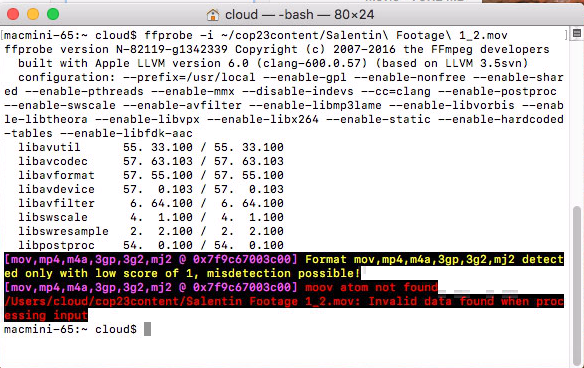 cloud — -bash — 80×24
macmini-65:~ cloud$ ffprobe -i ~/cop23content/Salentin\ Footage\ 1_2.mov
ffprobe version N-82119-g1342339 Copyright (c) 2007-2016 the FFmpeg developers
built with Apple LLVM version 6.0 (clang-600.0.57) (based on LLVM 3.5svn)
configuration: --prefix=/usr/local --enable-gpl --enable-nonfree --enable-shar
ed --enable-pthreads --enable-mmx --disable-indevs --cc=clang --enable-postproc
--enable-swscale --enable-avfilter --enable-libmp3lame --enable-libvorbis --enab
le-libtheora --enable-libvpx --enable-libx264 --enable-static --enable-hardcoded
-tables --enable-libfdk-aac
libavutil      55. 33.100 / 55. 33.100
libavcodec     57. 63.103 / 57. 63.103
libavformat    57. 55.100 / 57. 55.100
libavdevice    57.  0.103 / 57.  0.103
libavfilter     6. 64.100 /  6. 64.100
libswscale      4.  1.100 /  4.  1.100
libswresample   2.  2.100 /  2.  2.100
libpostproc    54.  0.100 / 54.  0.100
[mov,mp4,m4a,3gp,3g2,mj2 @ 0x7f9c67003c00] Format mov,mp4,m4a,3gp,3g2,mj2 detect
ed only with low score of 1, misdetection possible!
[mov,mp4,m4a,3gp,3g2,mj2 @ 0x7f9c67003c00] moov atom not found
/Users/cloud/cop23content/Salentin Footage 1_2.mov: Invalid data found when proc
essing input
macmini-65:~ cloud$